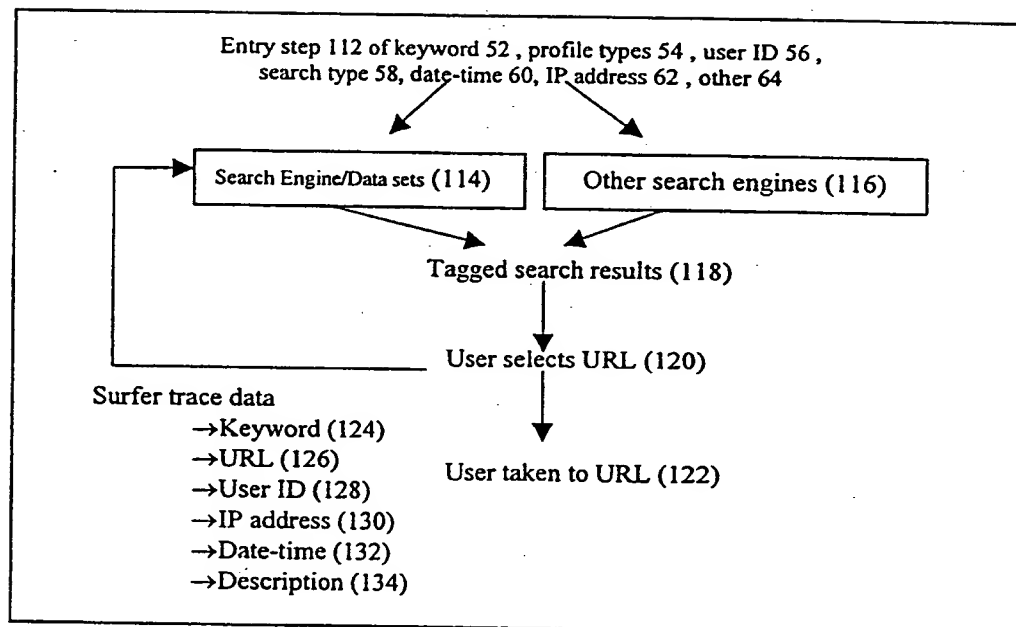 Entry step 112 of keyword 52 , profile types 54 , user ID 56 ,
search type 58, date-time 60, IP address 62 , other 64
Search Engine/Data sets (114)
Other search engines (116)
Tagged search results (118)
User selects URL (120)
Surfer trace data
→Keyword (124)
→URL (126)
User taken to URL (122)
→User ID (128)
→IP address (130)
→Date-time (132)
→Description (134)